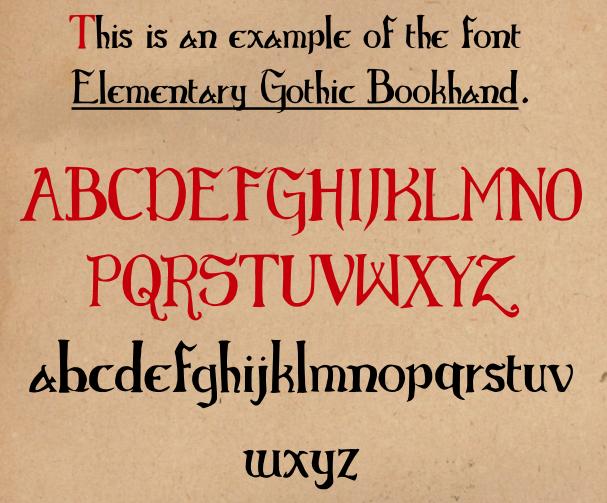 This is an example of the font
Elementary Gothic Bookhand.
ABCDEFGHIJKLMNO
PQRSTUVWXYZ
abcdefghijklmnopqrstuv
wxyz